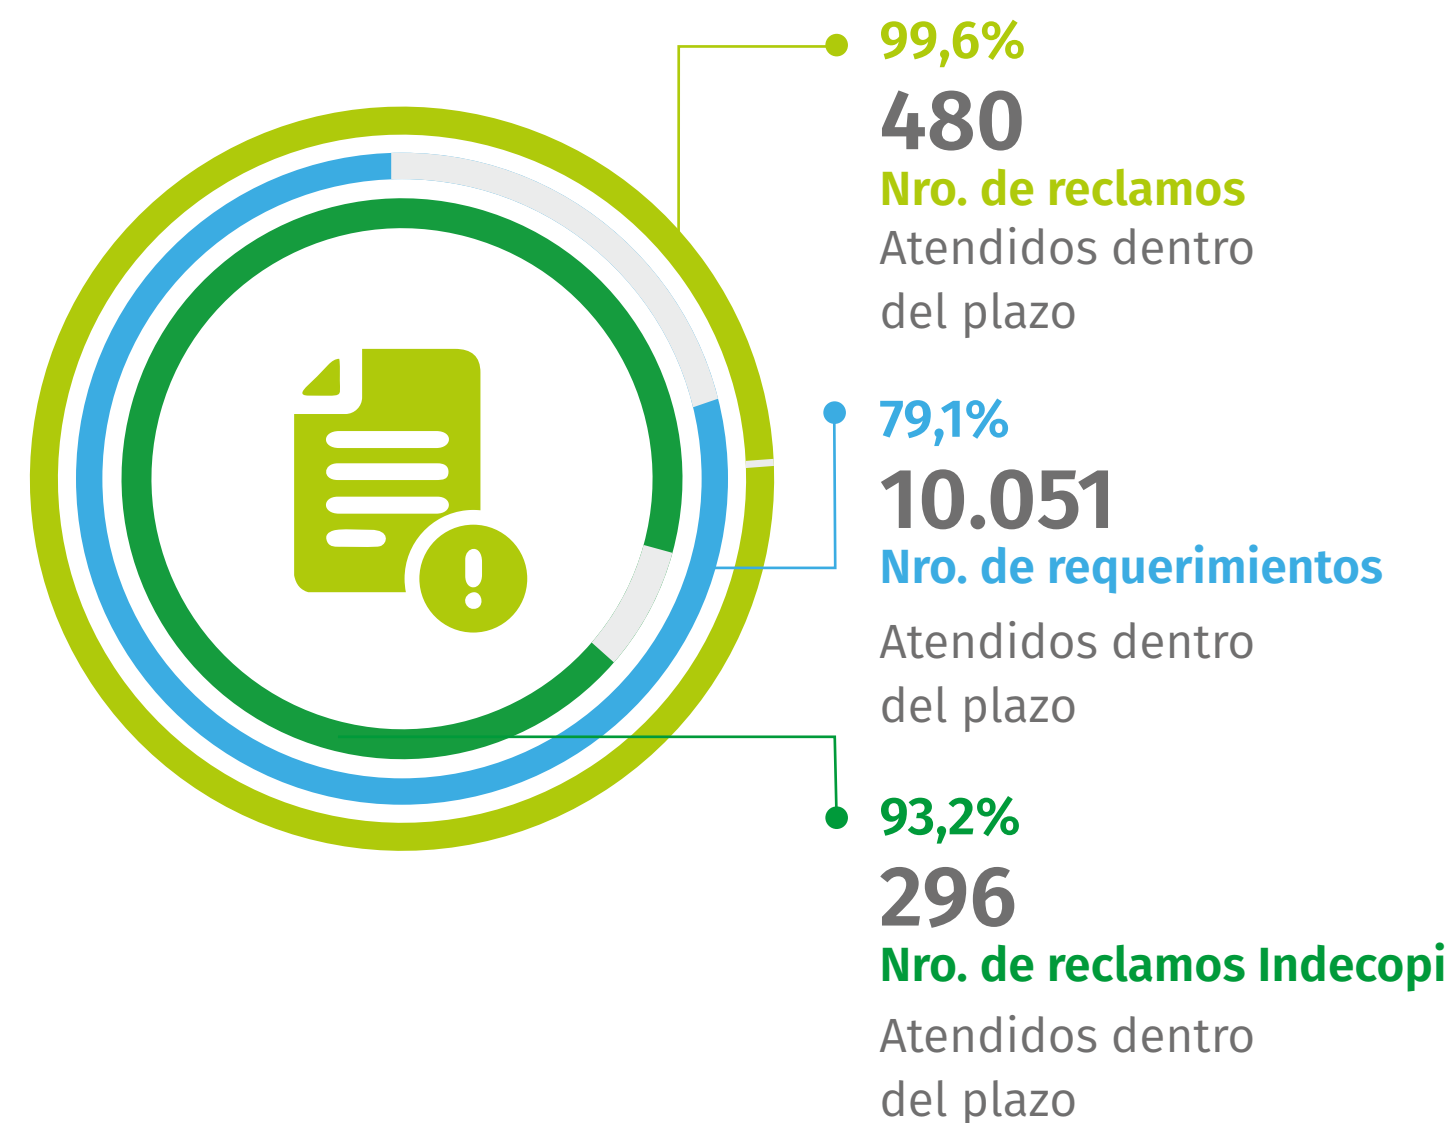 99,6%
480
Nro. de reclamos
Atendidos dentro
del plazo
79,1%
10.051
Nro. de requerimientos
Atendidos dentro
del plazo
93,2%
296
Nro. de reclamos Indecopi
Atendidos dentro
del plazo